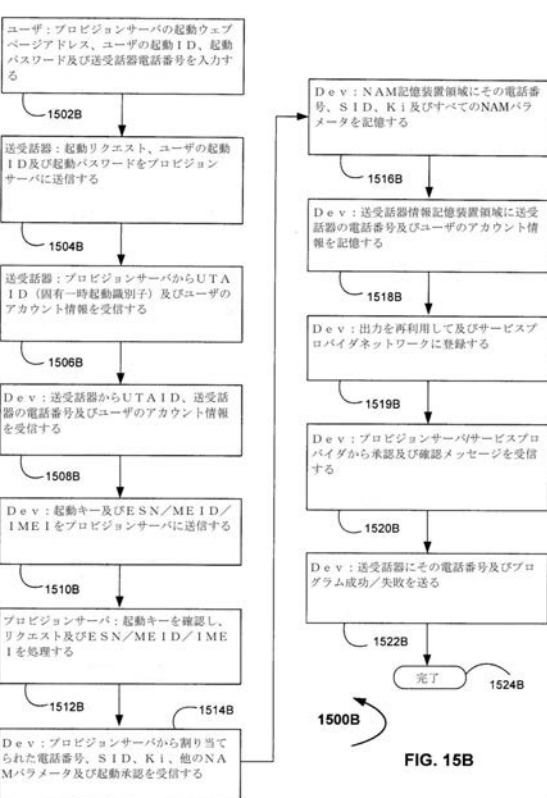 ユーザ:プロビジョンサーバの起動ウェブ
ページアドレス、ユーザの起動ID、起動
パスワード及び送受話器電話番号を入力す
る
1502B
送受話器:起動リクエスト、ユーザの起動
ID及び起動パスワードをプロビジョン
サーバに送信する
1504B
送受話器:プロビジョンサーバからUTA
ID(固有一時起動識別子)及びユーザの
アカウント情報を受信する
1506B
Dev:送受話器からUTAID、送受話
器の電話番号及びユーザのアカウント情報
を受信する
1508B
Dev:起動キー及びESN/MEID/
IMEIをプロビジョンサーバに送信する
1510B
プロビジョンサーバ:起動キーを確認し、
リクエスト及びESN/MEID/IME
Iを処理する
1512B
1514B
Dev:プロビジョンサーバから割り当て
られた電話番号、SID、Ki、他のNA
Mパラメータ及び起動承認を受信する
Dev:NAM記憶装置領域にその電話番
号、SID、Ki及びすべてのNAMパラ
メータを記憶する
1516B
Dev:送受話器情報記憶装置領域に送受
話器の電話番号及びユーザのアカウント情
報を記憶する
1518B
Dev:出力を再利用して及びサービスプ
ロバイダネットワークに登録する
1519B
Dev:プロビジョンサーバ/サービスプロ
バイダから承認及び確認メッセージを受信
する
1520B
Dev:送受話器にその電話番号及びプロ
グラム成功/失敗を送る
1522B
完了
1524B
1500B
FIG. 15B